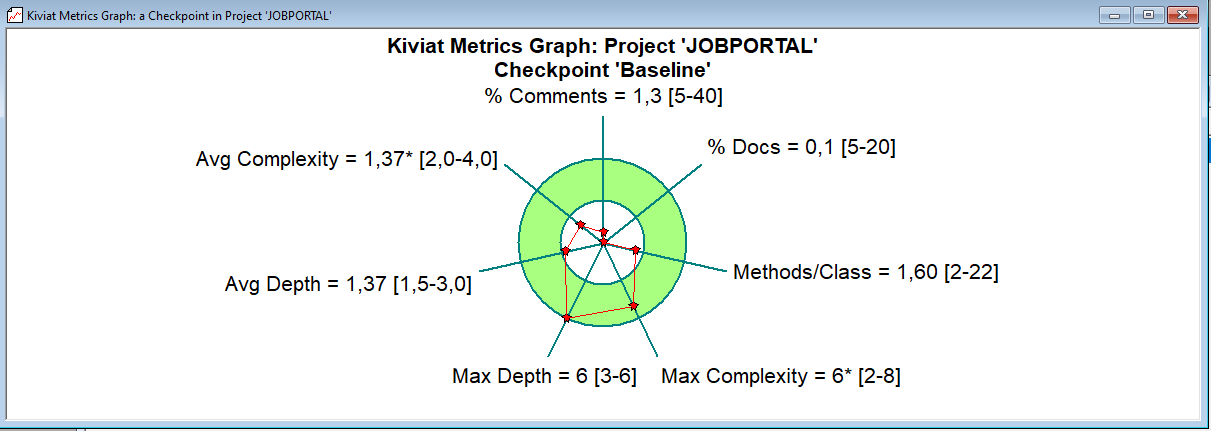 Kiviat Metrics Graph: a Checkpoint in Project 'JOBPORTAL'
Kiviat Metrics Graph: Project 'JOBPORTAL'
Checkpoint 'Baseline'
% Comments = 1,3 [5-40]
% Docs = 0,1 [5-20]
Avg Complexity = 1,37* [2,0-4,0]
Methods/Class = 1,60 [2-22]
Avg Depth = 1,37 [1,5-3,0]
Max Depth = 6 [3-6]
Max Complexity = 6* [2-8]